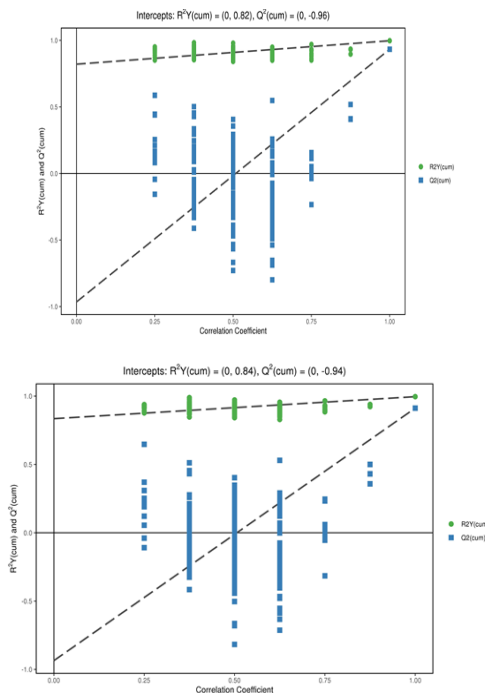 Intercepts: R²Y(cum) = (0, 0.82), Q²(cum) = (0, -0.96)
1.0
0.5
0.0
-0.5
-1.0
R²Y(cum) and Q²(cum)
0.00 0.25 0.50 0.75 1.00
Correlation Coefficient
R2Y(cum)
Q2(cum)
Intercepts: R²Y(cum) = (0, 0.84), Q²(cum) = (0, -0.94)
1.0
0.5
0.0
-0.5
-1.0
R²Y(cum) and Q²(cum)
0.00 0.25 0.50 0.75 1.00
Correlation Coefficient
R2Y(cum
Q2(cum)